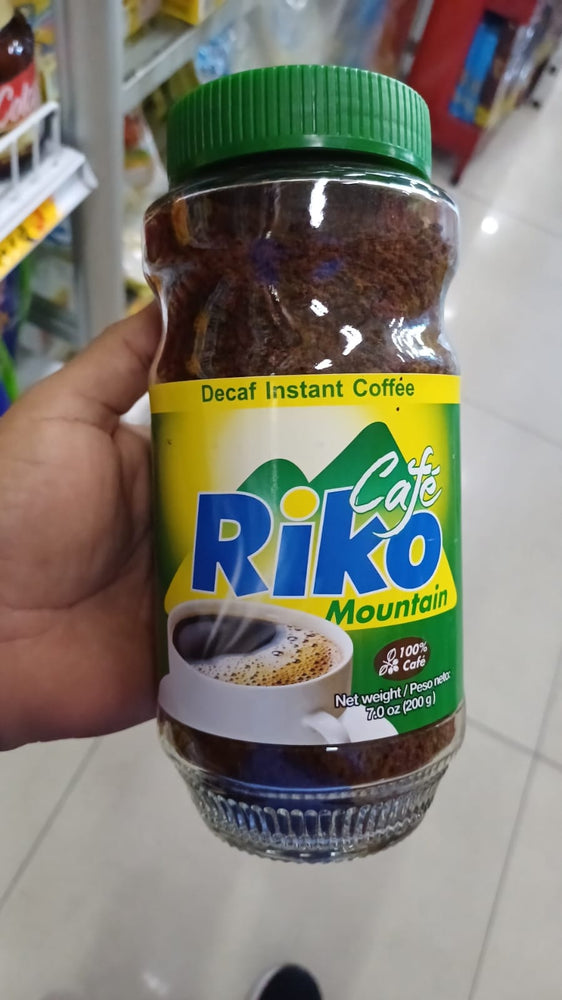 Decaf Instant Coffee
Café
Riko
Mountain
100%
Café
Net weight / Peso neto:
7.0 oz (200 g)